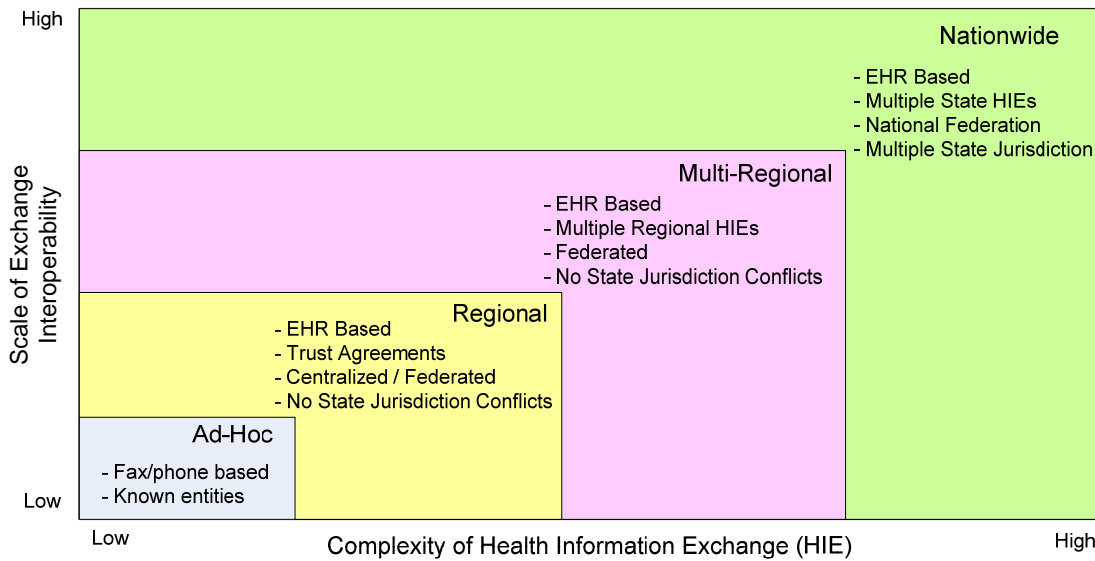 High
Nationwide
- EHR Based
- Multiple State HIEs
- National Federation
- Multiple State Jurisdiction
Multi-Regional
- EHR Based
- Multiple Regional HIEs
- Federated
- No State Jurisdiction Conflicts
Regional
- EHR Based
- Trust Agreements
- Centralized / Federated
- No State Jurisdiction Conflicts
Ad-Hoc
- Fax/phone based
- Known entities
Scale of Exchange
Interoperability
Low
Low
Complexity of Health Information Exchange (HIE)
High